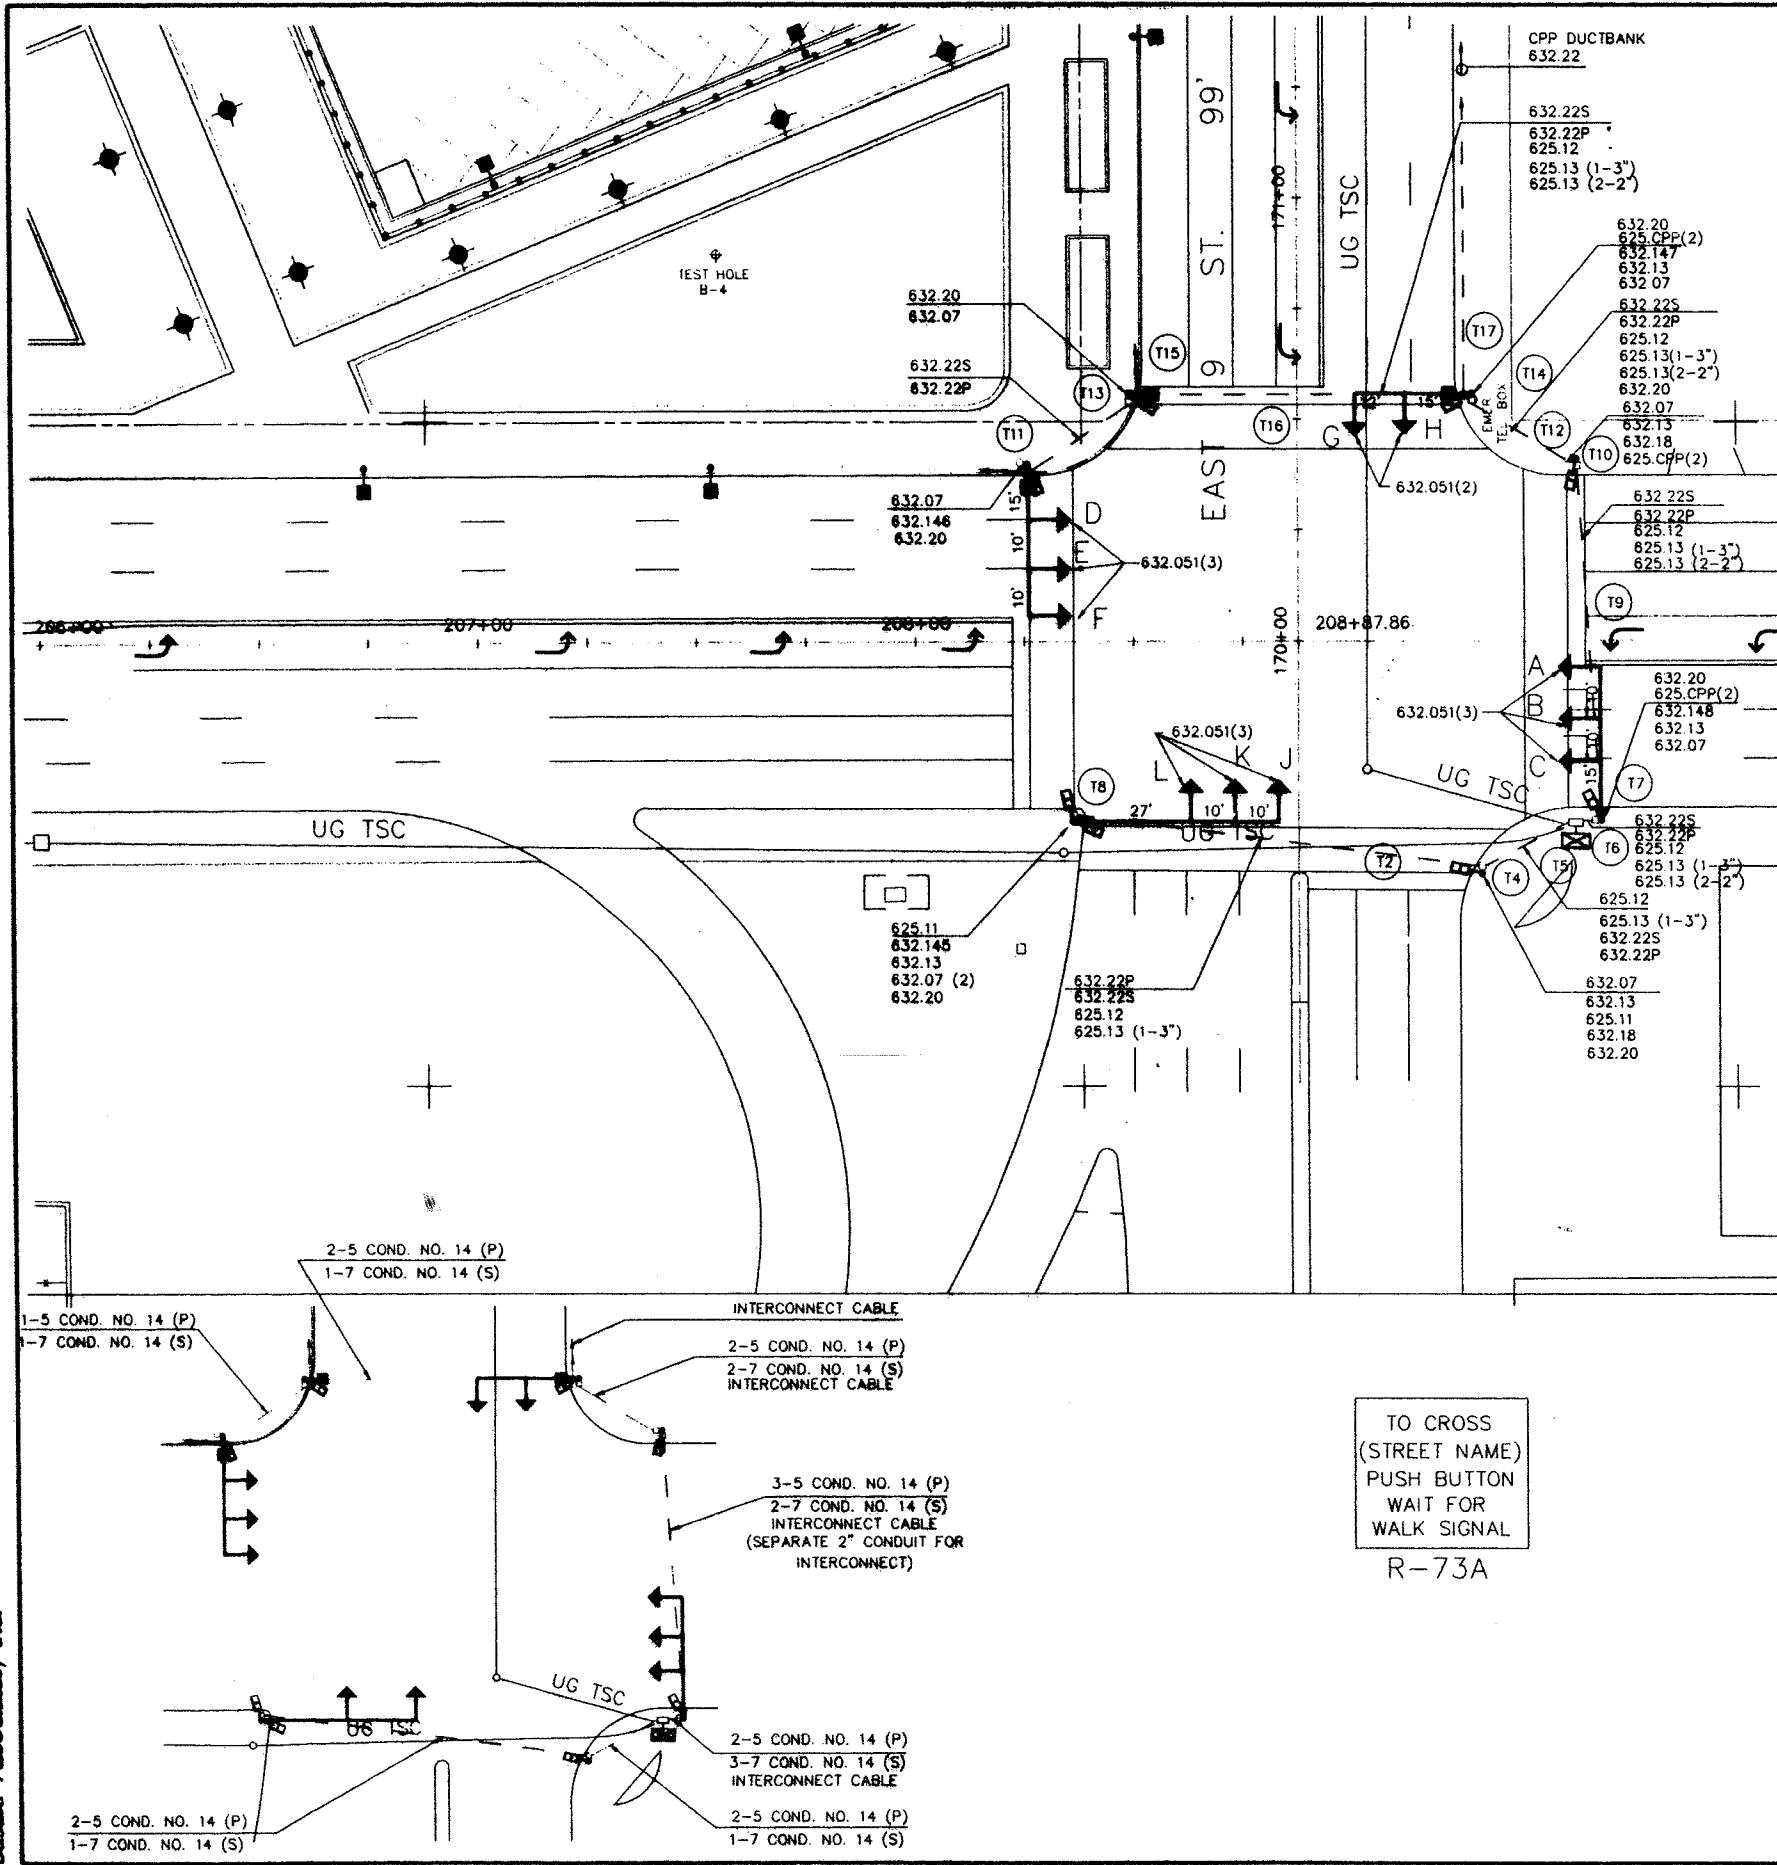 CPP DUCTBANK
632.22
632.22S
632.22P
625.12
625.13 (1-3")
625.13 (2-2")
EAST 9 ST. 99'
171+00
UG TSC
TEST HOLE
B-4
632.20
625.CPP(2)
632.147
632.13
632.07
632.20
632.07
632.22S
632.22P
625.12
625.13(1-3")
625.13(2-2")
632.20
T17
T15
T14
632.22S
632.22P
T13
EMER
TEL BOX
12'
15'
T11
T16
G
H
T12
T10
632.07
632.13
632.18
625.CPP(2)
632.051(2)
632.07
632.146
632.20
15'
10'
10'
D
E
F
632.051(3)
632.22S
632.22P
625.12
625.13 (1-3")
625.13 (2-2")
T9
206+00
207+00
208+00
170+00
208+87.86
A
B
C
632.051(3)
632.20
625.CPP(2)
632.148
632.13
632.07
15'
632.051(3)
L
K
J
UG TSC
T7
T8
27'
10'
10'
UG TSC
UG TSC
T2
T4
T5
T6
632.22S
632.22P
625.12
625.13 (1-3")
625.13 (2-2")
625.12
625.13 (1-3")
632.22S
632.22P
625.11
632.145
632.13
632.07 (2)
632.20
632.22P
632.22S
625.12
625.13 (1-3")
632.07
632.13
625.11
632.18
632.20
2-5 COND. NO. 14 (P)
1-7 COND. NO. 14 (S)
1-5 COND. NO. 14 (P)
1-7 COND. NO. 14 (S)
INTERCONNECT CABLE
2-5 COND. NO. 14 (P)
2-7 COND. NO. 14 (S)
INTERCONNECT CABLE
3-5 COND. NO. 14 (P)
2-7 COND. NO. 14 (S)
INTERCONNECT CABLE
(SEPARATE 2" CONDUIT FOR
INTERCONNECT)
TO CROSS
(STREET NAME)
PUSH BUTTON
WAIT FOR
WALK SIGNAL
R-73A
UG TSC
UG TSC
2-5 COND. NO. 14 (P)
3-7 COND. NO. 14 (S)
INTERCONNECT CABLE
2-5 COND. NO. 14 (P)
1-7 COND. NO. 14 (S)
2-5 COND. NO. 14 (P)
1-7 COND. NO. 14 (S)